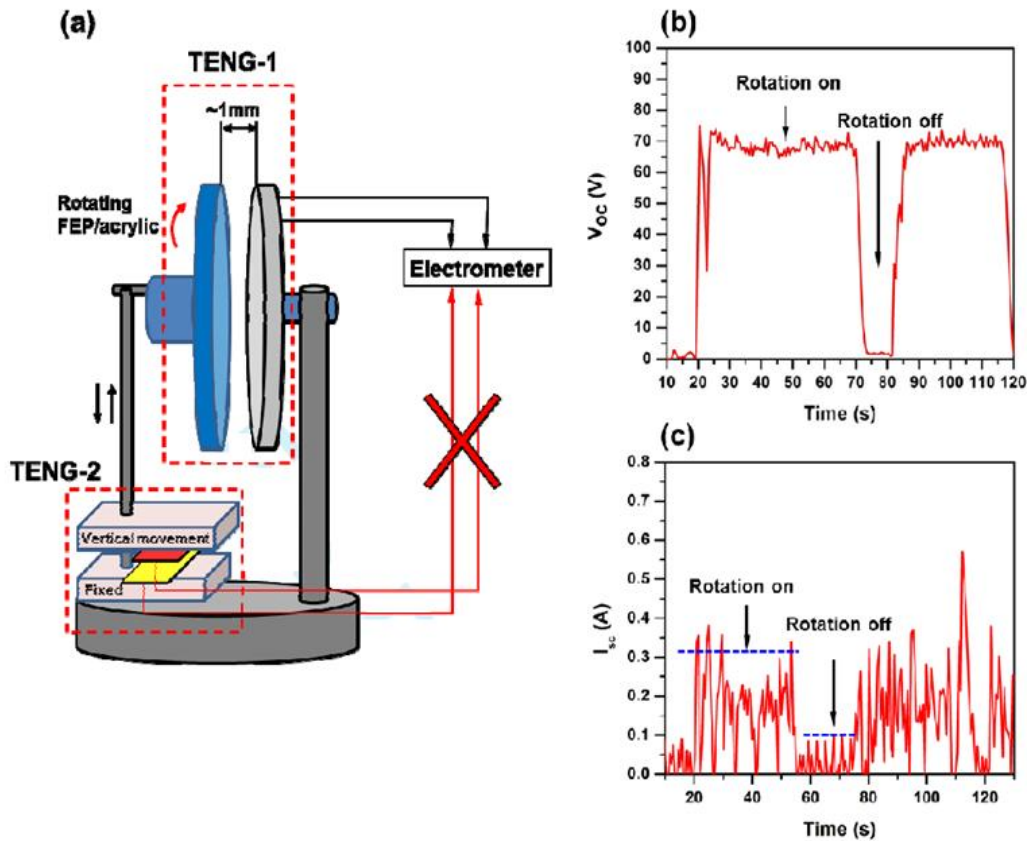 (a)
TENG-1
~1mm
Rotating
FEP/acrylic
Electrometer
TENG-2
Vertical movement
Fixed
(b)
100
90
80
70
60
50
40
30
20
10
0
V_OC (V)
Rotation on
Rotation off
10 20 30 40 50 60 70 80 90 100 110 120
Time (s)
(c)
0.8
0.7
0.6
0.5
0.4
0.3
0.2
0.1
0.0
I_sc (A)
Rotation on
Rotation off
20 40 60 80 100 120
Time (s)